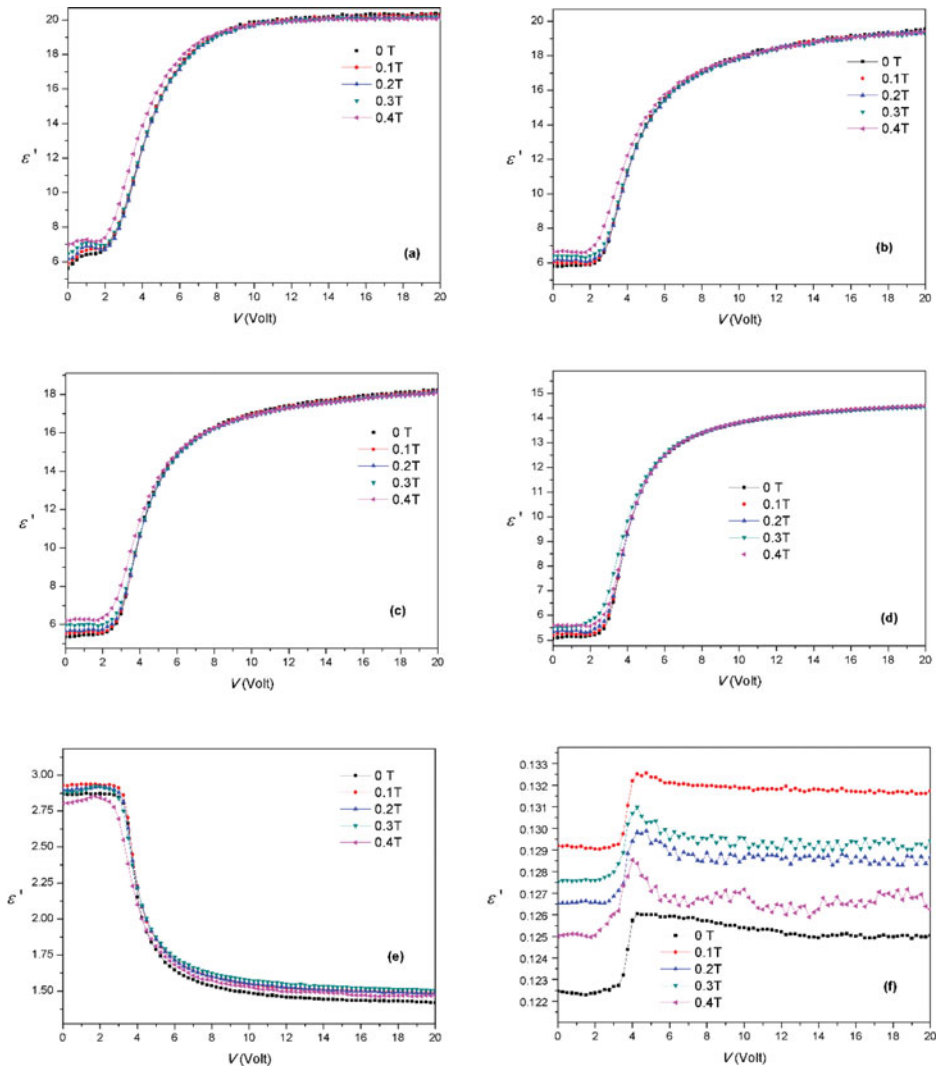 20
18
16
14
12
10
8
6
ε '
0 T
0.1T
0.2T
0.3T
0.4T
(a)
0 2 4 6 8 10 12 14 16 18 20
V (Volt)
20
18
16
14
12
10
8
6
ε '
0 T
0.1T
0.2T
0.3T
0.4T
(b)
0 2 4 6 8 10 12 14 16 18 20
V (Volt)
18
16
14
12
10
8
6
ε '
0 T
0.1T
0.2T
0.3T
0.4T
(c)
0 2 4 6 8 10 12 14 16 18 20
V (Volt)
15
14
13
12
11
10
9
8
7
6
5
ε '
0 T
0.1T
0.2T
0.3T
0.4T
(d)
0 2 4 6 8 10 12 14 16 18 20
V (Volt)
3.00
2.75
2.50
2.25
2.00
1.75
1.50
ε '
0 T
0.1T
0.2T
0.3T
0.4T
(e)
0 2 4 6 8 10 12 14 16 18 20
V (Volt)
0.133
0.131
0.130
0.129
0.127
0.126
0.125
0.123
0.122
ε '
0 T
0.1T
0.2T
0.3T
0.4T
(f)
0 2 4 6 8 10 12 14 16 18 20
V (Volt)